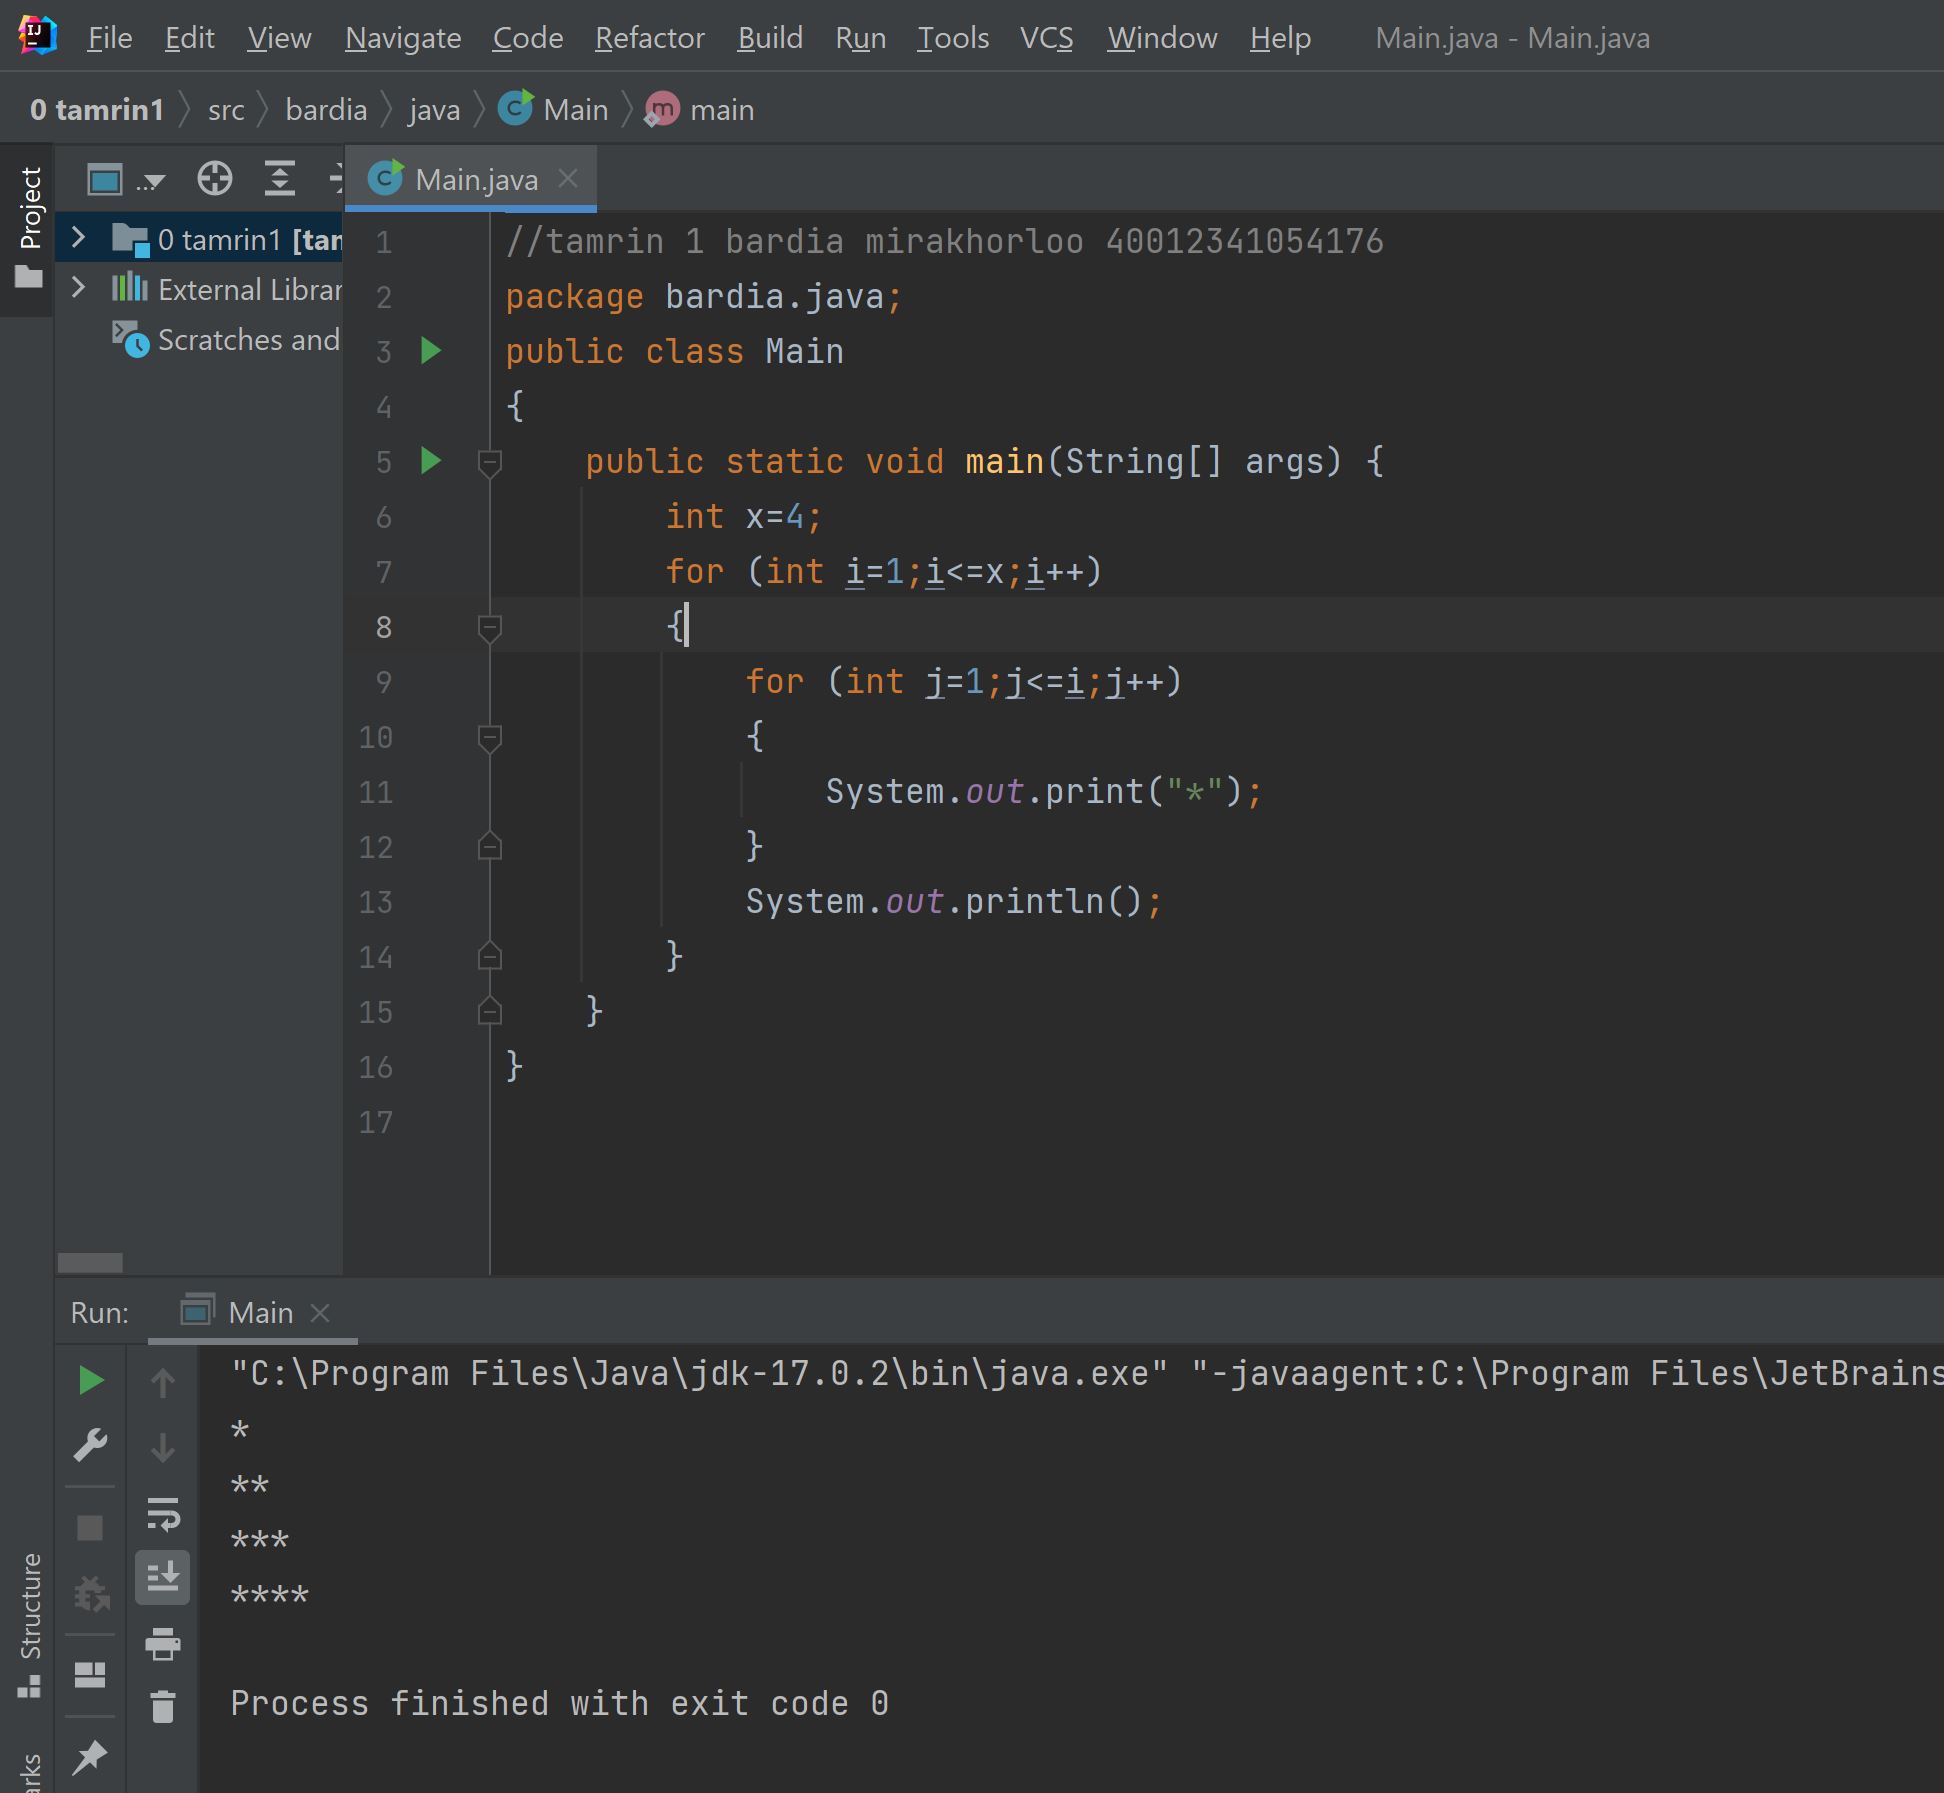 File Edit View Navigate Code Refactor Build Run Tools VCS Window Help Main.java - Main.java
0 tamrin1 src bardia java Main main
Project
... Main.java
0 tamrin1 [tam
External Librar
Scratches and
1 //tamrin 1 bardia mirakhorloo 40012341054176
2 package bardia.java;
3 public class Main
4 {
5 public static void main(String[] args) {
6 int x=4;
7 for (int i=1;i<=x;i++)
8 {
9 for (int j=1;j<=i;j++)
10 {
11 System.out.print("*");
12 }
13 System.out.println();
14 }
15 }
16 }
17
Run: Main
"C:\Program Files\Java\jdk-17.0.2\bin\java.exe" "-javaagent:C:\Program Files\JetBrains
*
**
***
****
Process finished with exit code 0
Structure
arks